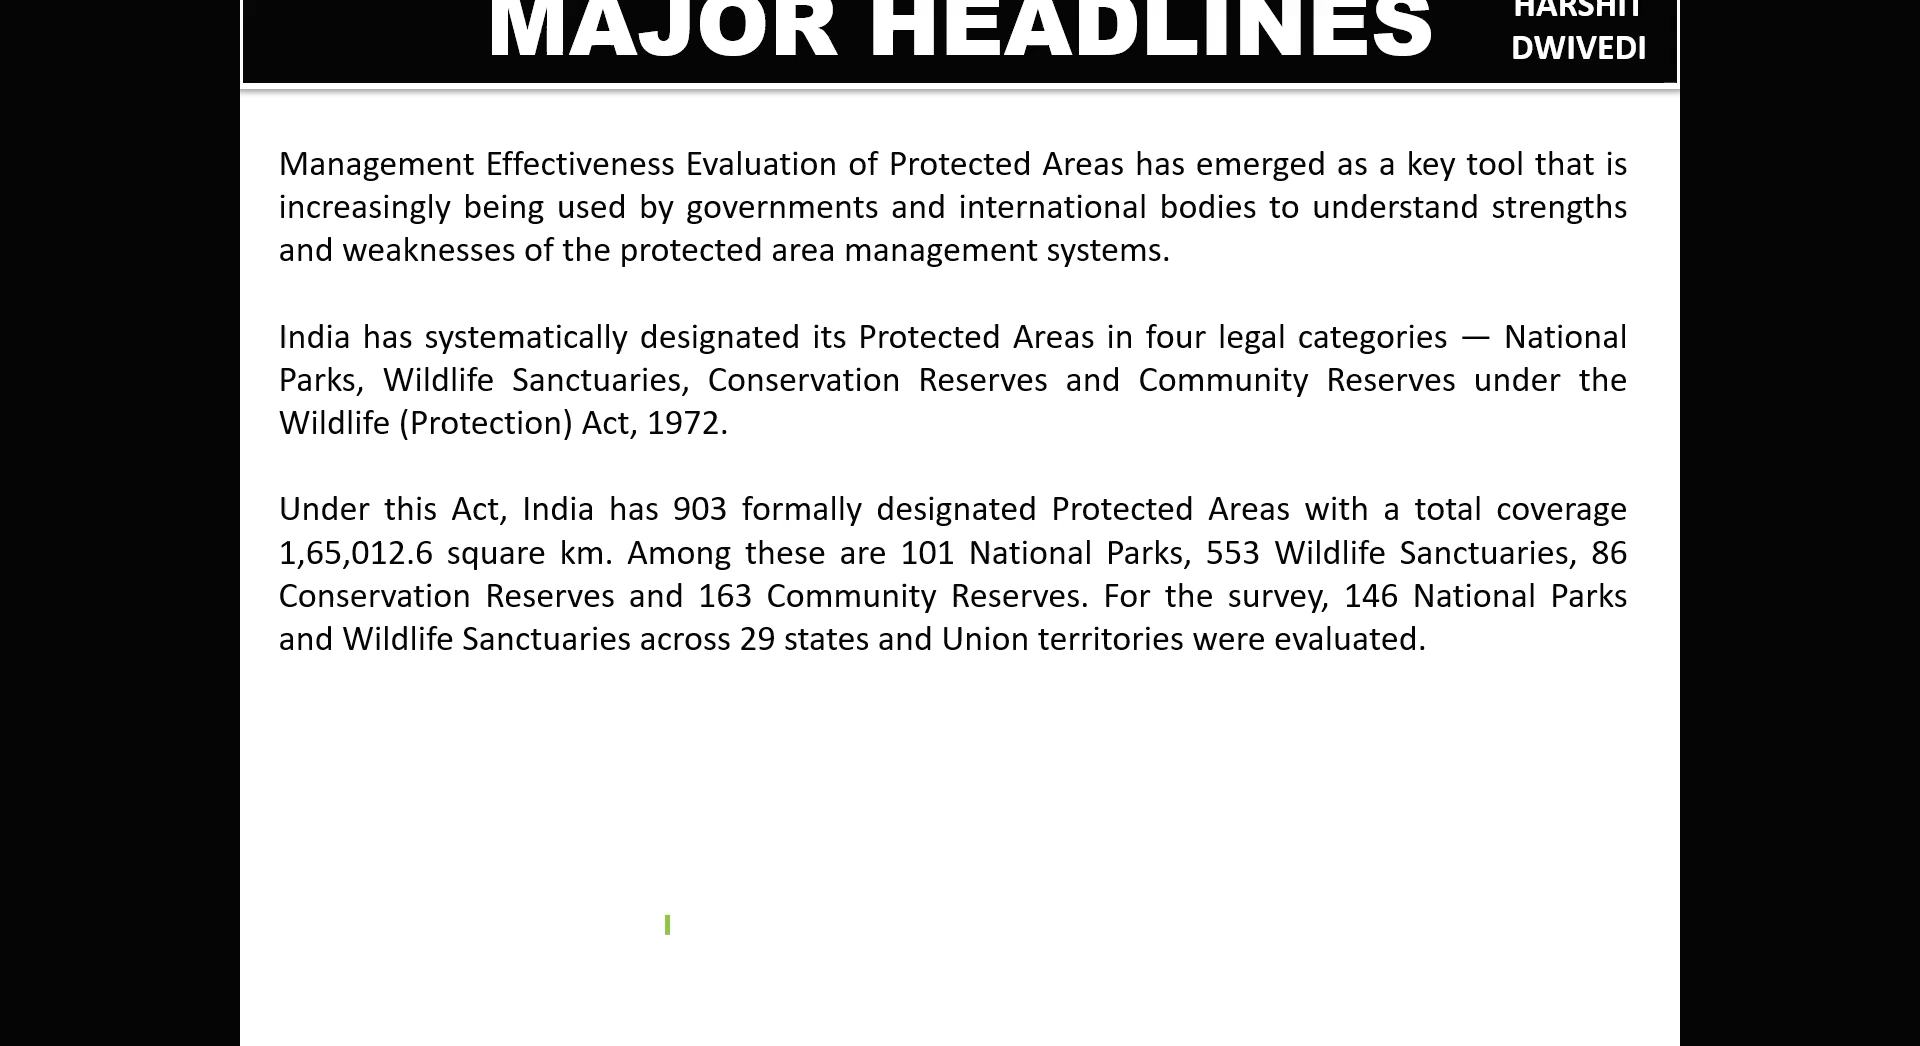 MAJOR HEADLINES
HARSHIT
DWIVEDI
Management Effectiveness Evaluation of Protected Areas has emerged as a key tool that is
increasingly being used by governments and international bodies to understand strengths
and weaknesses of the protected area management systems.
India has systematically designated its Protected Areas in four legal categories — National
Parks, Wildlife Sanctuaries, Conservation Reserves and Community Reserves under the
Wildlife (Protection) Act, 1972.
Under this Act, India has 903 formally designated Protected Areas with a total coverage
1,65,012.6 square km. Among these are 101 National Parks, 553 Wildlife Sanctuaries, 86
Conservation Reserves and 163 Community Reserves. For the survey, 146 National Parks
and Wildlife Sanctuaries across 29 states and Union territories were evaluated.